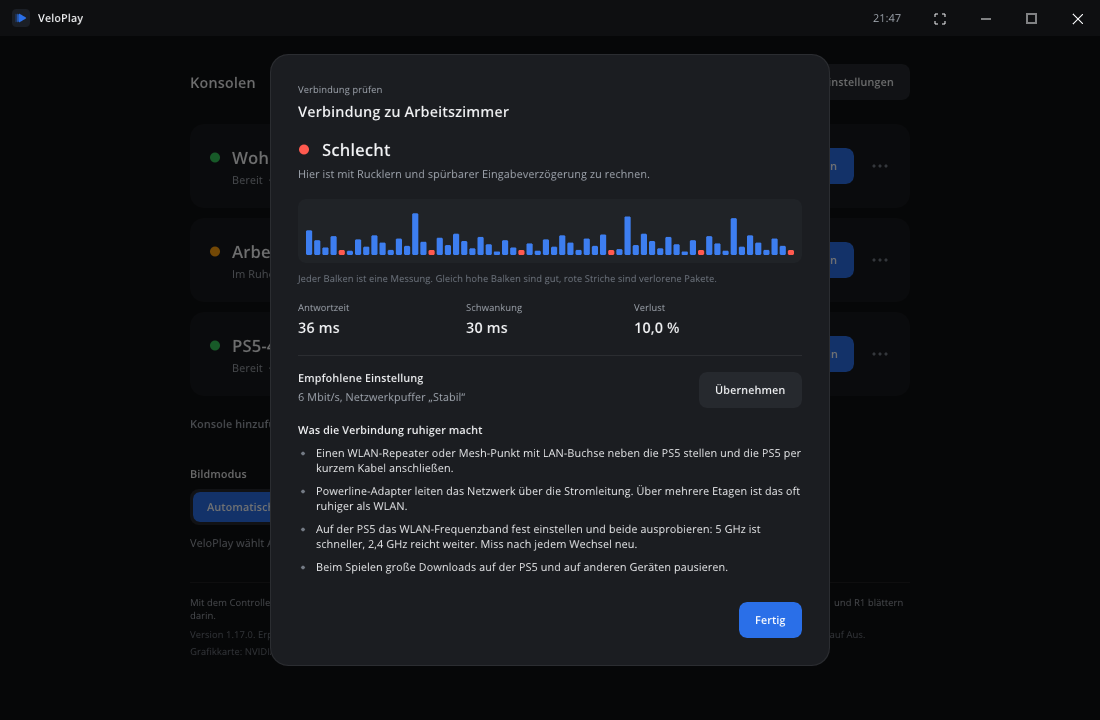 VeloPlay
21:47
Konsolen
nstellungen
Verbindung prüfen
Verbindung zu Arbeitszimmer
Schlecht
Hier ist mit Rucklern und spürbarer Eingabeverzögerung zu rechnen.
Woh
Bereit
n
Arbe
Im Ruhe
n
PS5-4
Bereit
n
Jeder Balken ist eine Messung. Gleich hohe Balken sind gut, rote Striche sind verlorene Pakete.
Antwortzeit
Schwankung
Verlust
36 ms
30 ms
10,0 %
Empfohlene Einstellung
6 Mbit/s, Netzwerkpuffer „Stabil“
Übernehmen
Was die Verbindung ruhiger macht
• Einen WLAN-Repeater oder Mesh-Punkt mit LAN-Buchse neben die PS5 stellen und die PS5 per
kurzem Kabel anschließen.
• Powerline-Adapter leiten das Netzwerk über die Stromleitung. Über mehrere Etagen ist das oft
ruhiger als WLAN.
• Auf der PS5 das WLAN-Frequenzband fest einstellen und beide ausprobieren: 5 GHz ist
schneller, 2,4 GHz reicht weiter. Miss nach jedem Wechsel neu.
• Beim Spielen große Downloads auf der PS5 und auf anderen Geräten pausieren.
Fertig
Konsole hinzufü
Bildmodus
Automatisch
VeloPlay wählt A
Mit dem Controlle
und R1 blättern
darin.
Version 1.17.0. Erg
auf Aus.
Grafikkarte: NVIDI